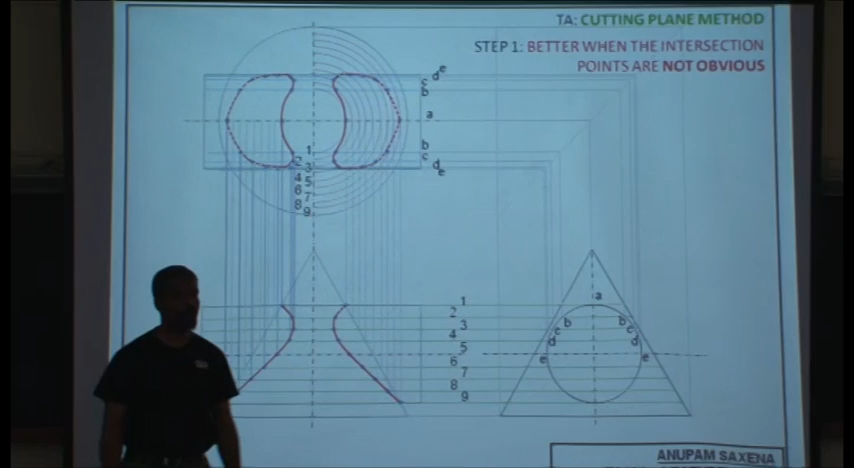 TA: CUTTING PLANE METHOD
STEP 1: BETTER WHEN THE INTERSECTION
POINTS ARE NOT OBVIOUS
e
d
c
b
a
b
c
d
e
1
2
3
4
5
6
7
8
9
1
2
3
4
5
6
7
8
9
a
b
b
c
c
d
d
e
e
ANUPAM SAXENA